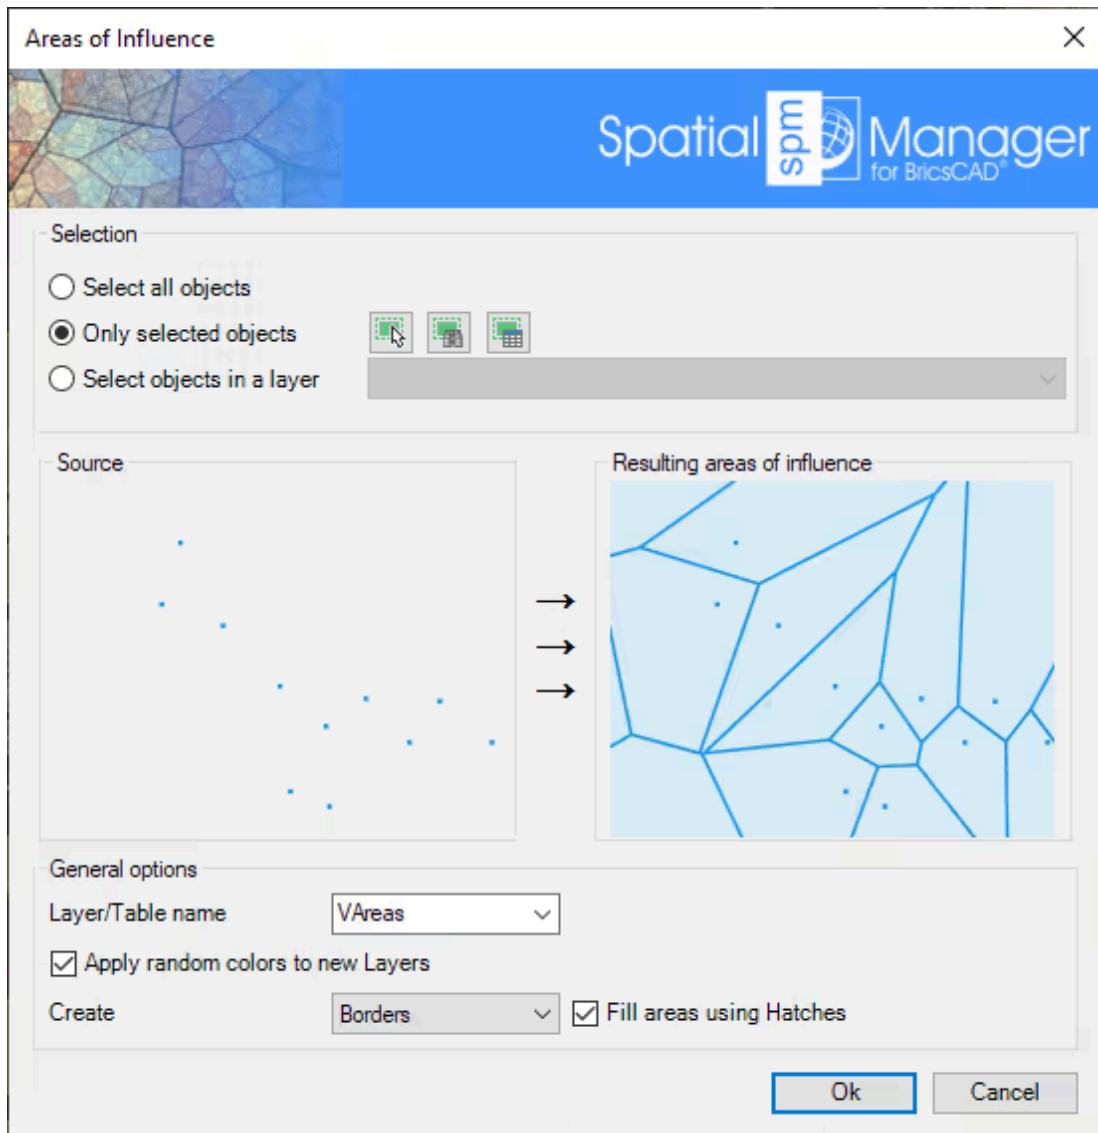 Areas of Influence
Spatial spm Manager
for BricsCAD®
Selection
Select all objects
Only selected objects
Select objects in a layer
Source
Resulting areas of influence
General options
Layer/Table name VAreas
Apply random colors to new Layers
Create Borders Fill areas using Hatches
Ok Cancel